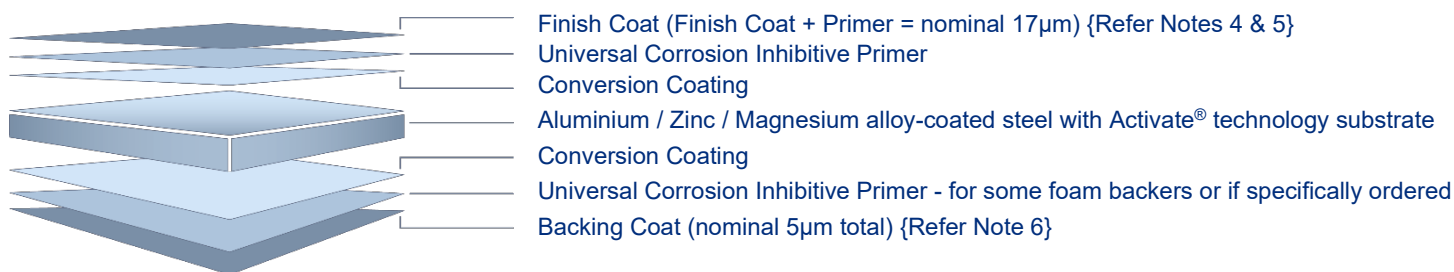 Finish Coat (Finish Coat + Primer = nominal 17µm) {Refer Notes 4 & 5}
Universal Corrosion Inhibitive Primer
Conversion Coating
Aluminium / Zinc / Magnesium alloy-coated steel with Activate® technology substrate
Conversion Coating
Universal Corrosion Inhibitive Primer - for some foam backers or if specifically ordered
Backing Coat (nominal 5µm total) {Refer Note 6}